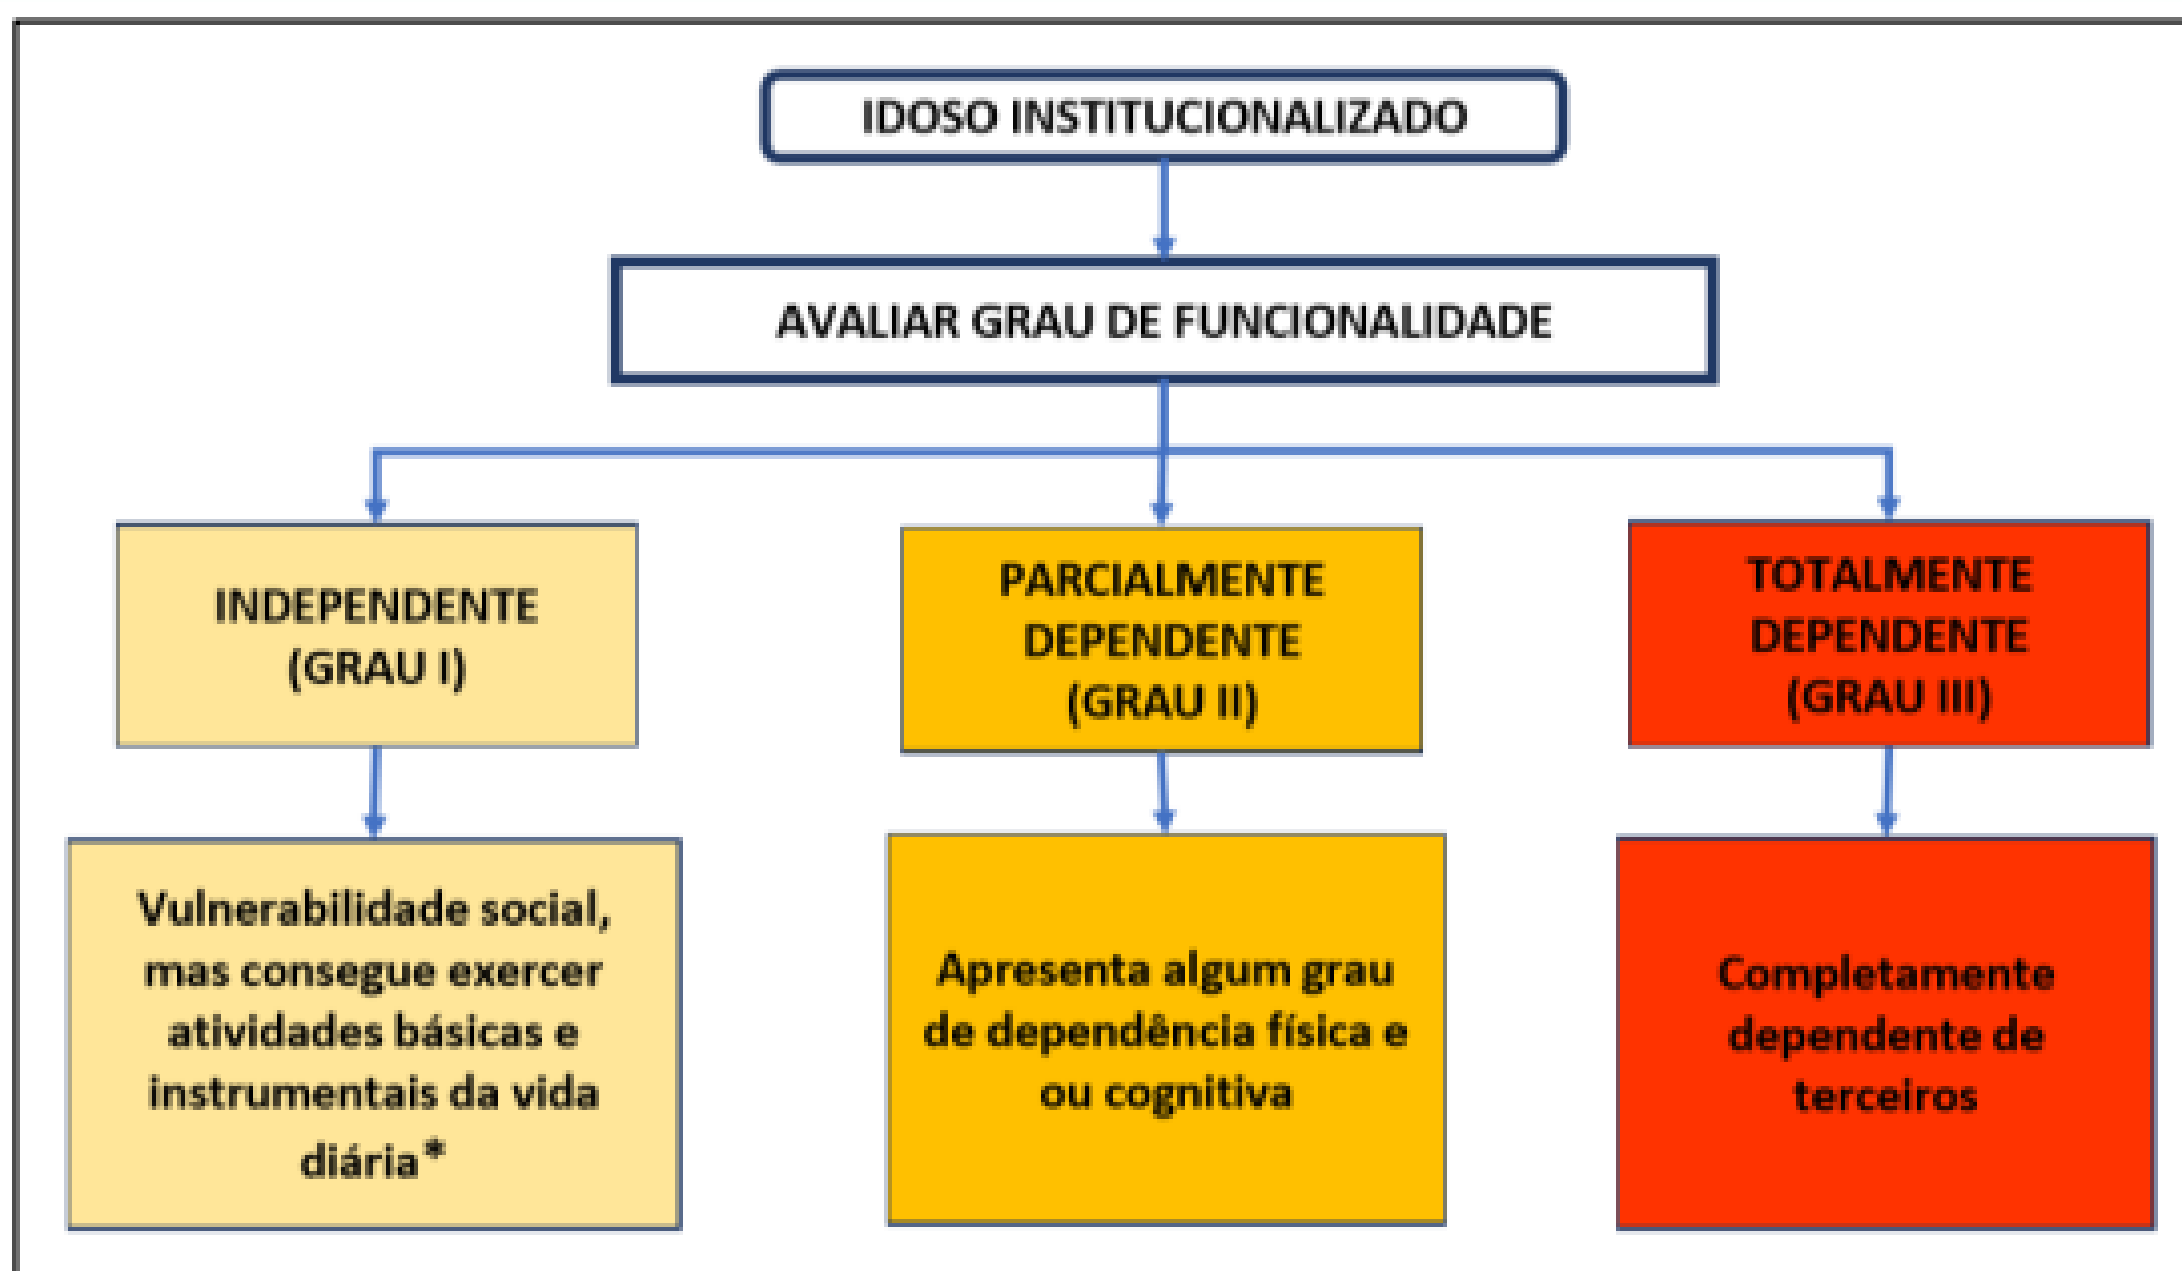 IDOSO INSTITUCIONALIZADO
AVALIAR GRAU DE FUNCIONALIDADE
INDEPENDENTE
(GRAU I)
PARCIALMENTE
DEPENDENTE
(GRAU II)
TOTALMENTE
DEPENDENTE
(GRAU III)
Vulnerabilidade social,
mas consegue exercer
atividades básicas e
instrumentais da vida
diária*
Apresenta algum grau
de dependência física e
ou cognitiva
Completamente
dependente de
terceiros